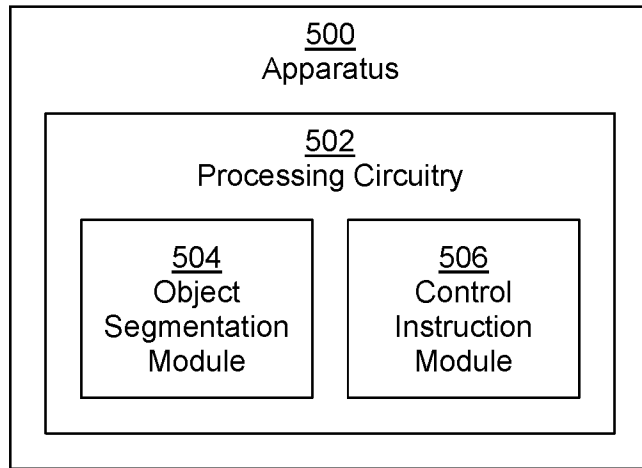 500
Apparatus
502
Processing Circuitry
504
Object
Segmentation
Module
506
Control
Instruction
Module